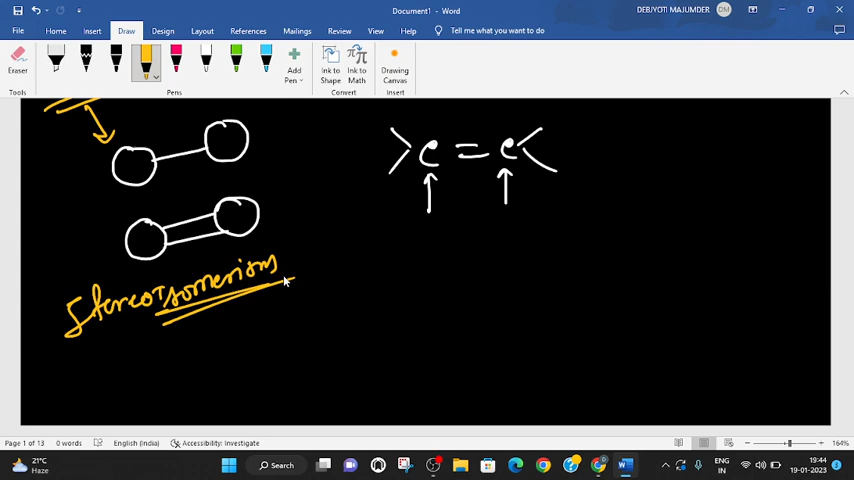 Document1 - Word
DEBJYOTI MAJUMDER DM
File Home Insert Draw Design Layout References Mailings Review View Help Tell me what you want to do
Eraser
Add Pen
Ink to Shape
Ink to Math
Drawing Canvas
Tools Pens Convert Insert
>C = C<
StereoIsomerism
Page 1 of 13 0 words English (India) Accessibility: Investigate 164%
21°C
Haze
Search
ENG
IN
19:44
19-01-2023
3